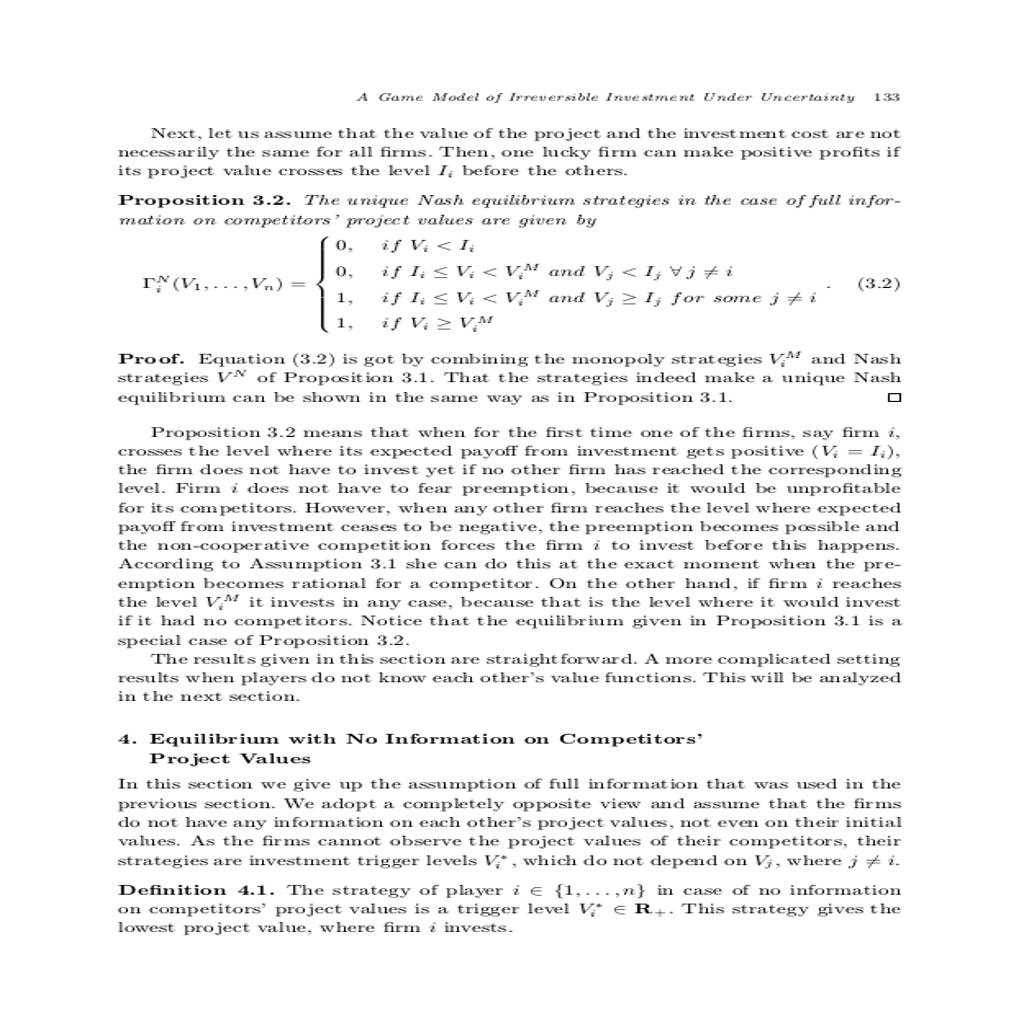 A Game Model of Irreversible Investment Under Uncertainty 133
Next, let us assume that the value of the project and the investment cost are not
necessarily the same for all firms. Then, one lucky firm can make positive profits if
its project value crosses the level I_i before the others.
Proposition 3.2. The unique Nash equilibrium strategies in the case of full infor-
mation on competitors' project values are given by
Γ_i^N (V_1, . . . , V_n) = { 0, if V_i < I_i
0, if I_i ≤ V_i < V_i^M and V_j < I_j ∀ j ≠ i
1, if I_i ≤ V_i < V_i^M and V_j ≥ I_j for some j ≠ i
1, if V_i ≥ V_i^M . (3.2)
Proof. Equation (3.2) is got by combining the monopoly strategies V_i^M and Nash
strategies V^N of Proposition 3.1. That the strategies indeed make a unique Nash
equilibrium can be shown in the same way as in Proposition 3.1. □
Proposition 3.2 means that when for the first time one of the firms, say firm i,
crosses the level where its expected payoff from investment gets positive (V_i = I_i),
the firm does not have to invest yet if no other firm has reached the corresponding
level. Firm i does not have to fear preemption, because it would be unprofitable
for its competitors. However, when any other firm reaches the level where expected
payoff from investment ceases to be negative, the preemption becomes possible and
the non-cooperative competition forces the firm i to invest before this happens.
According to Assumption 3.1 she can do this at the exact moment when the pre-
emption becomes rational for a competitor. On the other hand, if firm i reaches
the level V_i^M it invests in any case, because that is the level where it would invest
if it had no competitors. Notice that the equilibrium given in Proposition 3.1 is a
special case of Proposition 3.2.
The results given in this section are straightforward. A more complicated setting
results when players do not know each other's value functions. This will be analyzed
in the next section.
4. Equilibrium with No Information on Competitors'
Project Values
In this section we give up the assumption of full information that was used in the
previous section. We adopt a completely opposite view and assume that the firms
do not have any information on each other's project values, not even on their initial
values. As the firms cannot observe the project values of their competitors, their
strategies are investment trigger levels V_i^*, which do not depend on V_j, where j ≠ i.
Definition 4.1. The strategy of player i ∈ {1, . . . , n} in case of no information
on competitors' project values is a trigger level V_i^* ∈ R_+. This strategy gives the
lowest project value, where firm i invests.